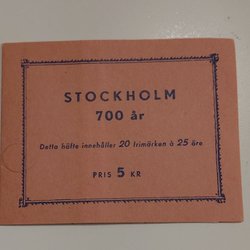 STOCKHOLM
700 år
Detta häfte innehåller 20 frimärken à 25 öre
PRIS 5 KR